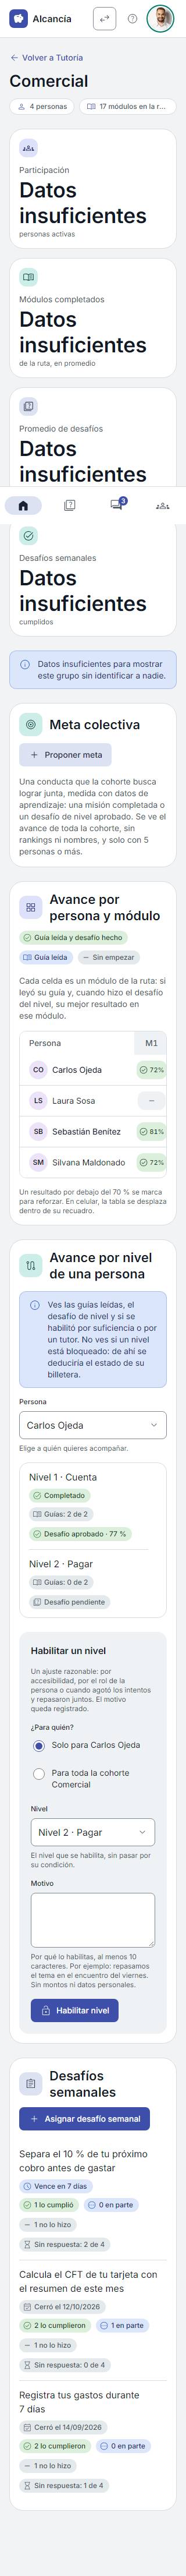 Alcancía
Volver a Tutoría
Comercial
4 personas
17 módulos en la r...
Participación
Datos
insuficientes
personas activas
Módulos completados
Datos
insuficientes
de la ruta, en promedio
Promedio de desafíos
Datos
insuficientes
3
Desafíos semanales
Datos
insuficientes
cumplidos
Datos insuficientes para mostrar
este grupo sin identificar a nadie.
Meta colectiva
Proponer meta
Una conducta que la cohorte busca
lograr junta, medida con datos de
aprendizaje: una misión completada o
un desafío de nivel aprobado. Se ve el
avance de toda la cohorte, sin
rankings ni nombres, y solo con 5
personas o más.
Avance por
persona y módulo
Guía leída y desafío hecho
Guía leída
Sin empezar
Cada celda es un módulo de la ruta: si
leyó su guía y, cuando hizo el desafío
del nivel, su mejor resultado en
ese módulo.
Persona M1
CO Carlos Ojeda 72%
LS Laura Sosa –
SB Sebastián Benítez 81%
SM Silvana Maldonado 72%
Un resultado por debajo del 70 % se marca
para reforzar. En celular, la tabla se desplaza
dentro de su recuadro.
Avance por nivel
de una persona
Ves las guías leídas, el
desafío de nivel y si se
habilitó por suficiencia o por
un tutor. No ves si un nivel
está bloqueado: de ahí se
deduciría el estado de su
billetera.
Persona
Carlos Ojeda
Elige a quién quieres acompañar.
Nivel 1 · Cuenta
Completado
Guías: 2 de 2
Desafío aprobado · 77 %
Nivel 2 · Pagar
Guías: 0 de 2
Desafío pendiente
Habilitar un nivel
Un ajuste razonable: por
accesibilidad, por el rol de la
persona o cuando agotó los intentos
y repasaron juntos. El motivo
queda registrado.
¿Para quién?
Solo para Carlos Ojeda
Para toda la cohorte
Comercial
Nivel
Nivel 2 · Pagar
El nivel que se habilita, sin pasar por
su condición.
Motivo
Por qué lo habilitas, al menos 10
caracteres. Por ejemplo: repasamos
el tema en el encuentro del viernes.
Sin montos ni datos personales.
Habilitar nivel
Desafíos
semanales
Asignar desafío semanal
Separa el 10 % de tu próximo
cobro antes de gastar
Vence en 7 días
1 lo cumplió
0 en parte
1 no lo hizo
Sin respuesta: 2 de 4
Calcula el CFT de tu tarjeta con
el resumen de este mes
Cerró el 12/10/2026
2 lo cumplieron
1 en parte
1 no lo hizo
Sin respuesta: 0 de 4
Registra tus gastos durante
7 días
Cerró el 14/09/2026
2 lo cumplieron
0 en parte
1 no lo hizo
Sin respuesta: 1 de 4